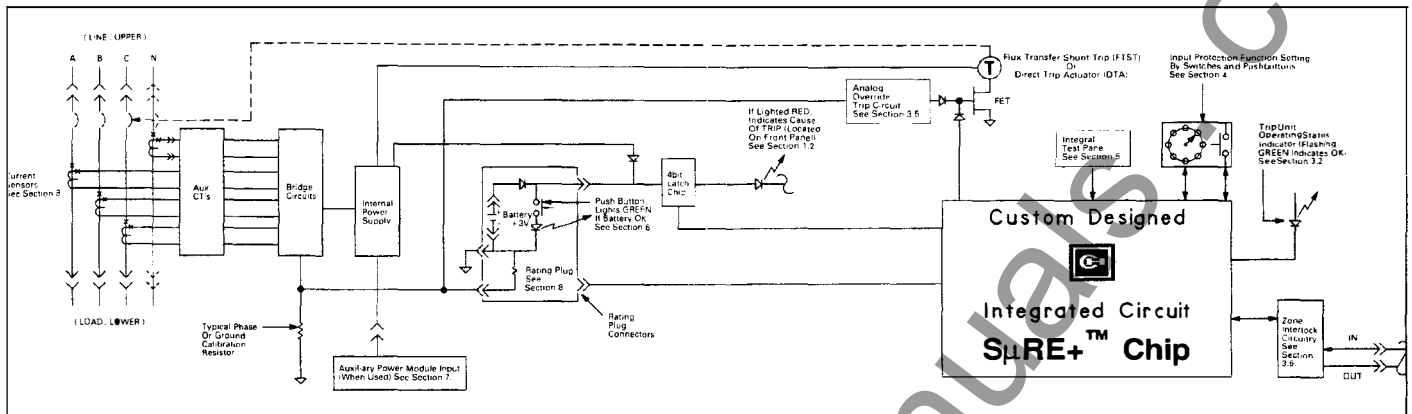 (LINE / UPPER)
A B C N
Current
Sensors
See Section 8
Aux
CT's
Bridge
Circuits
Internal
Power
Supply
(LOAD, LOWER)
Typical Phase
Or Ground
Calibration
Resistor
Auxiliary Power Module Input
(When Used) See Section 7.
Battery
+3V
Push Button
Lights GREEN
If Battery OK
See Section 6
Rating Plug
See
Section 8
Rating
Plug
Connectors
4bit
Latch
Chip
If Lighted RED,
Indicates Cause
Of TRIP (Located
On Front Panel)
See Section 1.2
Analog
Override
Trip Circuit
See Section 3.5
T
Flux Transfer Shunt Trip (FTST)
Or
Direct Trip Actuator (DTA)
FET
Integral
Test Pane
See Section 5
Input Protection Function Setting
By Switches and Pushbuttons
See Section 4
Trip Unit
Operating Status
Indicator (Flashing
GREEN Indicates OK-
See Section 3.2
Custom Designed
Integrated Circuit
SµRE+™ Chip
Zone
Interlock
Circuitry
See
Section
3.6.
IN
OUT